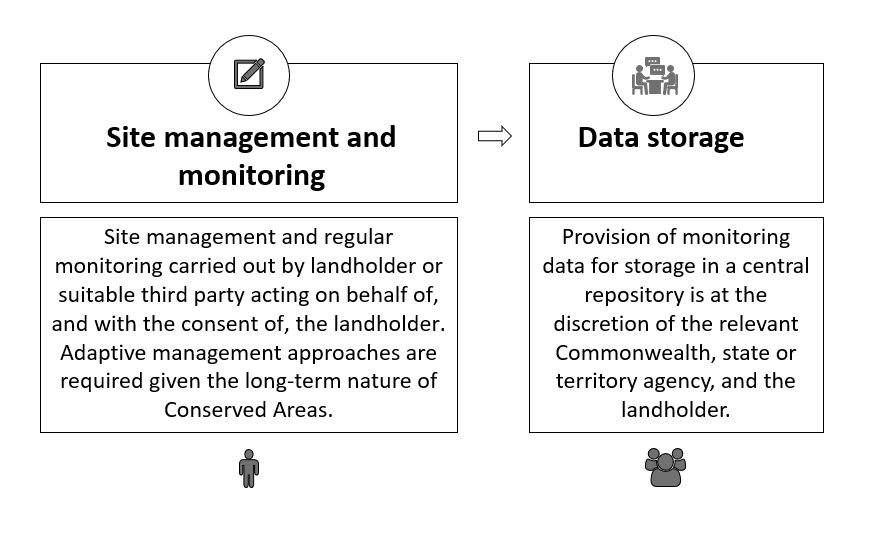 Site management and
monitoring
Site management and regular
monitoring carried out by landholder or
suitable third party acting on behalf of,
and with the consent of, the landholder.
Adaptive management approaches are
required given the long-term nature of
Conserved Areas.
Data storage
Provision of monitoring
data for storage in a central
repository is at the
discretion of the relevant
Commonwealth, state or
territory agency, and the
landholder.